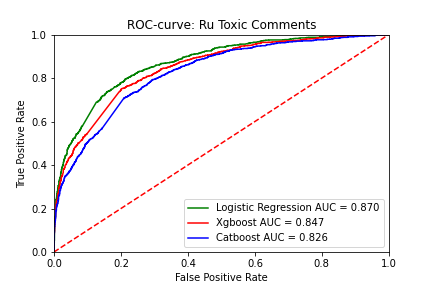 ROC-curve: Ru Toxic Comments
1.0
0.8
0.6
0.4
0.2
0.0
True Positive Rate
Logistic Regression AUC = 0.870
Xgboost AUC = 0.847
Catboost AUC = 0.826
0.0 0.2 0.4 0.6 0.8 1.0
False Positive Rate